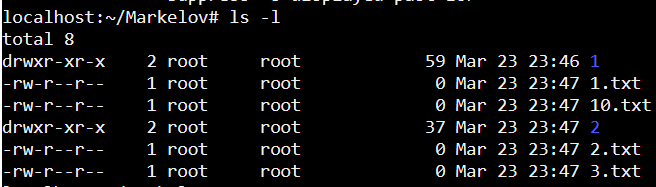 localhost:~/Markelov# ls -l
total 8
drwxr-xr-x    2 root     root            59 Mar 23 23:46 1
-rw-r--r--    1 root     root             0 Mar 23 23:47 1.txt
-rw-r--r--    1 root     root             0 Mar 23 23:47 10.txt
drwxr-xr-x    2 root     root            37 Mar 23 23:47 2
-rw-r--r--    1 root     root             0 Mar 23 23:47 2.txt
-rw-r--r--    1 root     root             0 Mar 23 23:47 3.txt